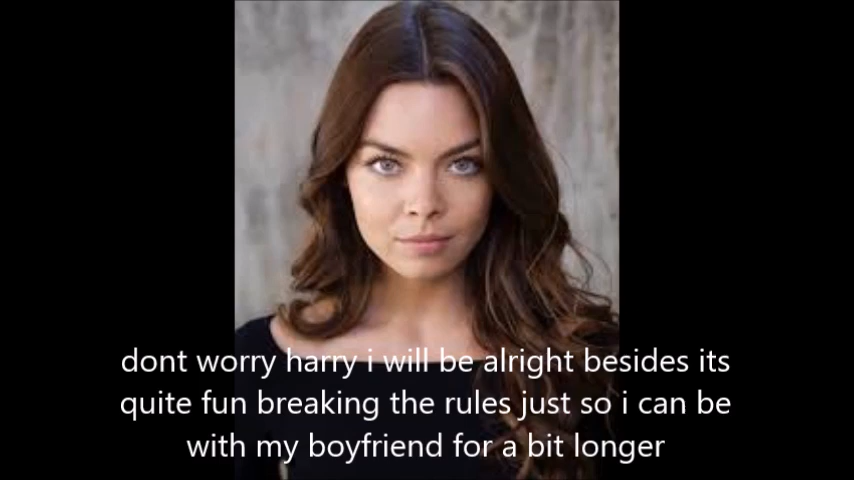 dont worry harry i will be alright besides its
quite fun breaking the rules just so i can be
with my boyfriend for a bit longer